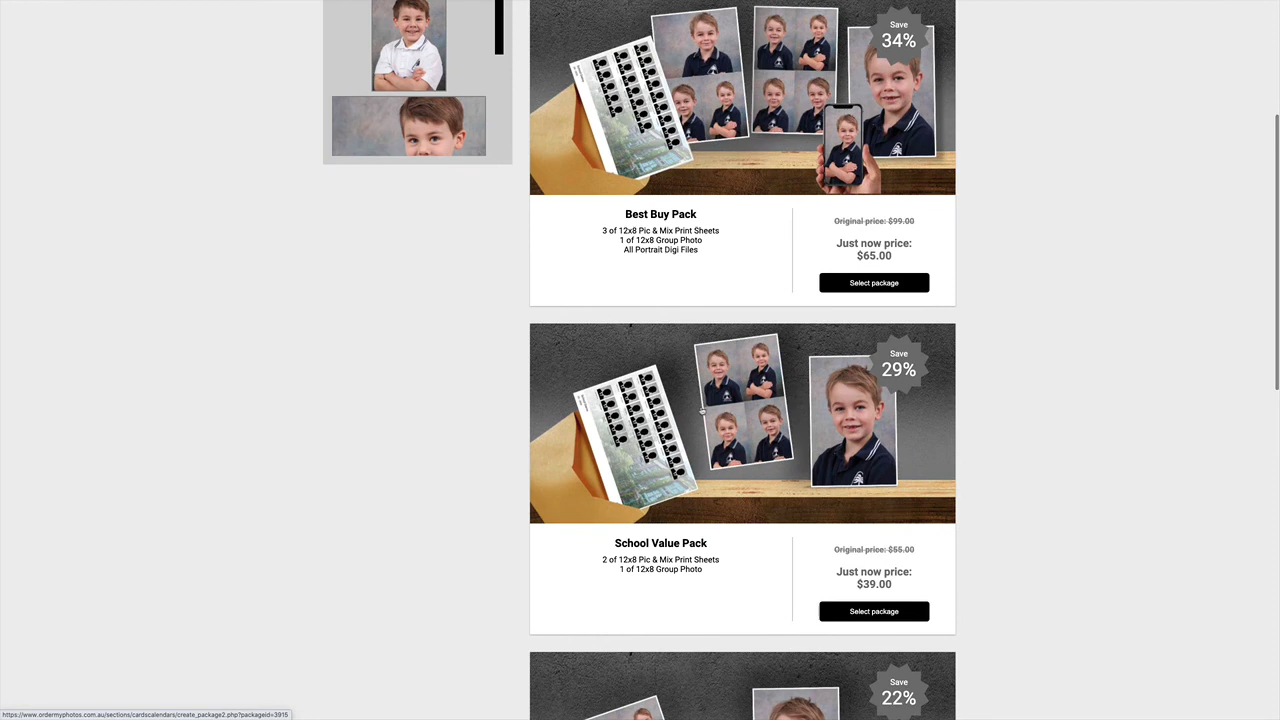 Save
34%
Best Buy Pack
3 of 12x8 Pic & Mix Print Sheets
1 of 12x8 Group Photo
All Portrait Digi Files
Original price: $99.00
Just now price:
$65.00
Select package
Save
29%
School Value Pack
2 of 12x8 Pic & Mix Print Sheets
1 of 12x8 Group Photo
Original price: $55.00
Just now price:
$39.00
Select package
Save
22%
https://www.ordermyphotos.com.au/sections/cardscalendars/create_package2.php?packageid=3915